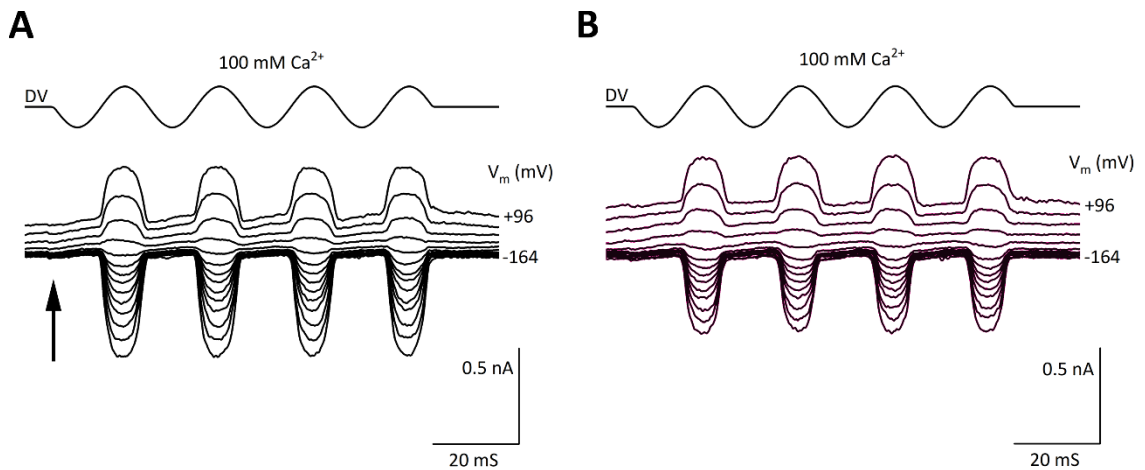 A
100 mM Ca²⁺
DV
Vₘ (mV)
+96
-164
0.5 nA
20 mS
B
100 mM Ca²⁺
DV
Vₘ (mV)
+96
-164
0.5 nA
20 mS